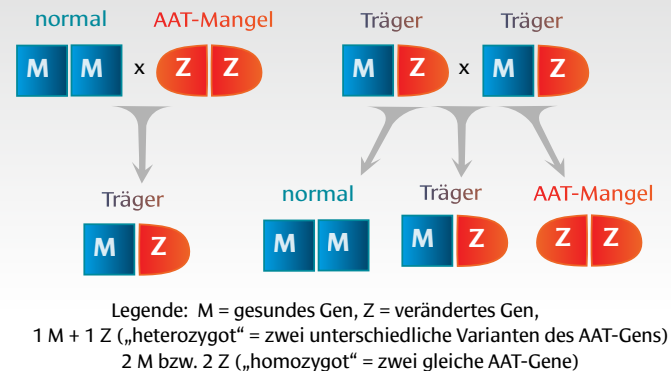 normal AAT-Mangel Träger Träger
M M x Z Z M Z x M Z
Träger normal Träger AAT-Mangel
M Z M M M Z Z Z
Legende: M = gesundes Gen, Z = verändertes Gen,
1 M + 1 Z („heterozygot“ = zwei unterschiedliche Varianten des AAT-Gens)
2 M bzw. 2 Z („homozygot“ = zwei gleiche AAT-Gene)